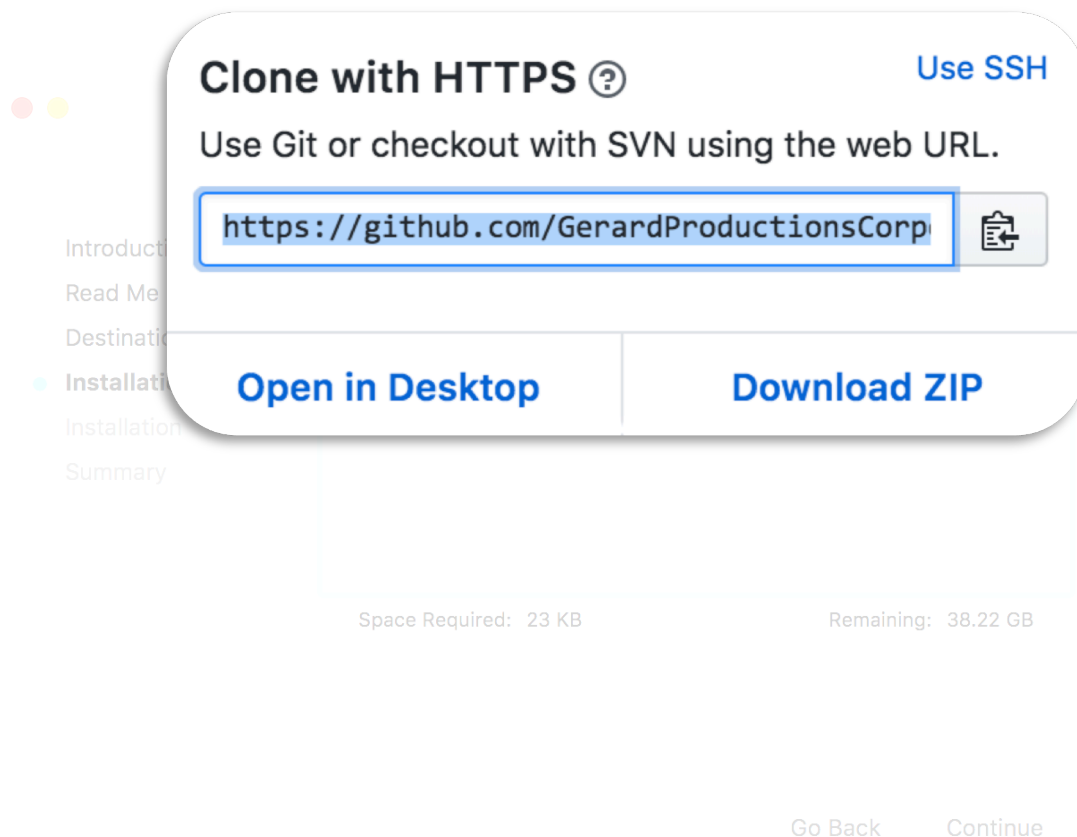 Clone with HTTPS ?
Use SSH
Use Git or checkout with SVN using the web URL.
https://github.com/GerardProductionsCorp
Open in Desktop
Download ZIP
Introducti
Read Me
Destinatio
Installati
Installation
Summary
Space Required: 23 KB
Remaining: 38.22 GB
Go Back
Continue